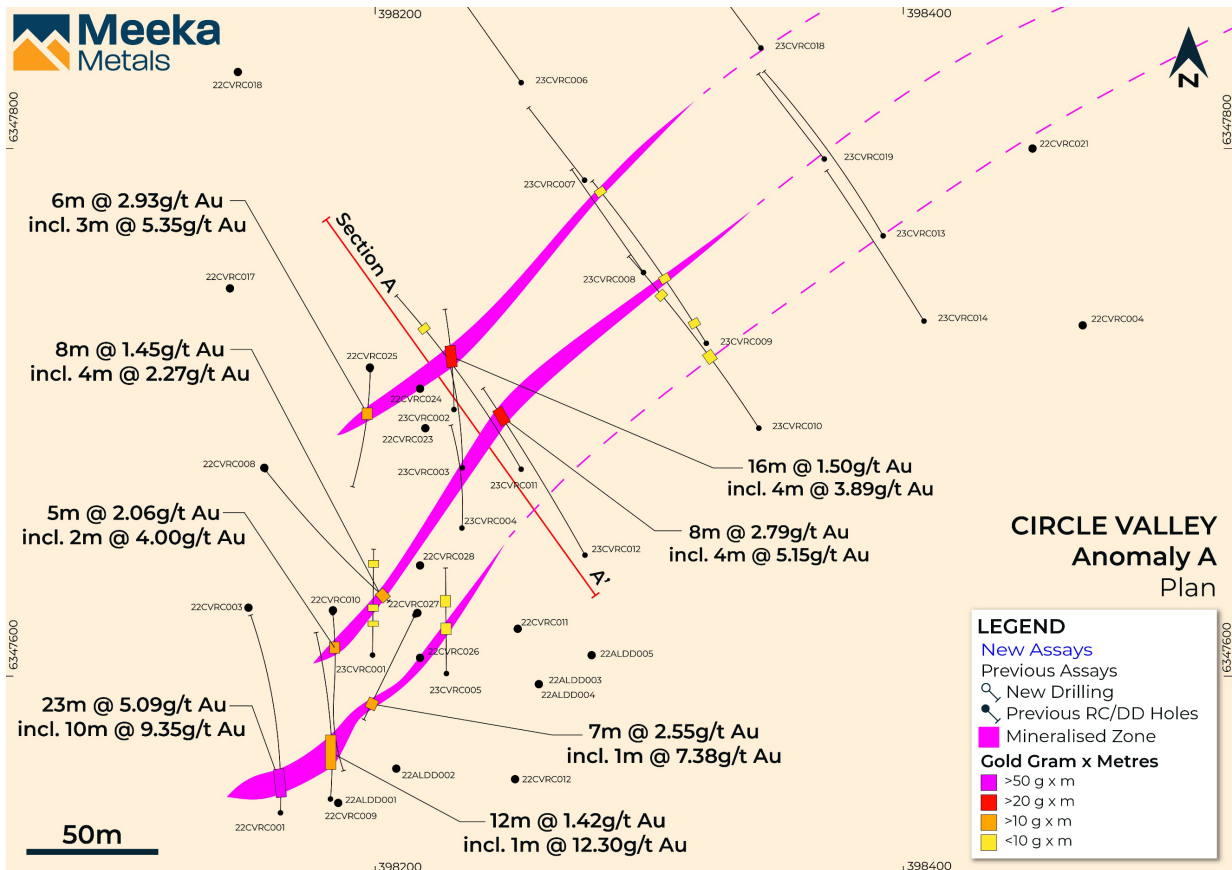 Meeka
Metals
398200
398400
6347800
6347800
22CVRC018
23CVRC006
23CVRC018
23CVRC007
23CVRC019
22CVRC021
6m @ 2.93g/t Au
incl. 3m @ 5.35g/t Au
Section A
N
23CVRC013
22CVRC017
23CVRC008
23CVRC014
22CVRC004
23CVRC009
8m @ 1.45g/t Au
incl. 4m @ 2.27g/t Au
22CVRC025
22CVRC024
23CVRC002
22CVRC023
23CVRC010
22CVRC008
23CVRC003
23CVRC011
16m @ 1.50g/t Au
incl. 4m @ 3.89g/t Au
5m @ 2.06g/t Au
incl. 2m @ 4.00g/t Au
23CVRC004
8m @ 2.79g/t Au
incl. 4m @ 5.15g/t Au
23CVRC012
22CVRC028
A'
CIRCLE VALLEY
Anomaly A
Plan
22CVRC003
22CVRC010
22CVRC027
22CVRC011
6347600
6347600
23CVRC001
22CVRC026
22ALDD005
23CVRC005
22ALDD003
22ALDD004
23m @ 5.09g/t Au
incl. 10m @ 9.35g/t Au
7m @ 2.55g/t Au
incl. 1m @ 7.38g/t Au
22ALDD002
22CVRC012
22ALDD001
22CVRC009
22CVRC001
12m @ 1.42g/t Au
incl. 1m @ 12.30g/t Au
50m
398200
398400
LEGEND
New Assays
Previous Assays
New Drilling
Previous RC/DD Holes
Mineralised Zone
Gold Gram x Metres
>50 g x m
>20 g x m
>10 g x m
<10 g x m